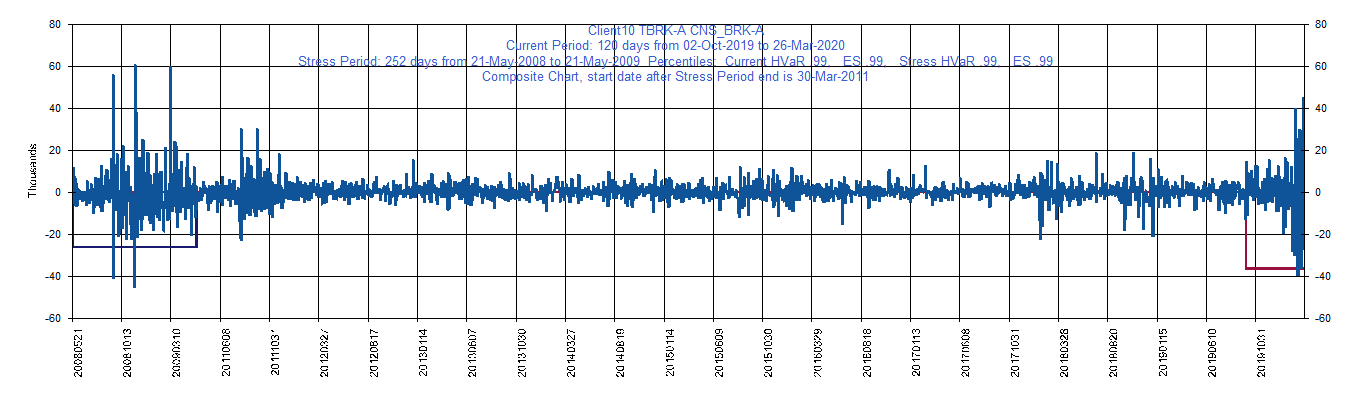 Client10 TBRK-A CNS_BRK-A
Current Period: 120 days from 02-Oct-2019 to 26-Mar-2020
Stress Period: 252 days from 21-May-2008 to 21-May-2009 Percentiles: Current HVaR .99, ES .99, Stress HVaR .99, ES .99
Composite Chart, start date after Stress Period end is 30-Mar-2011
80 80
60 60
40 40
20 20
0 0
-20 -20
-40 -40
-60 -60
Thousands
20080521 20081013 20090310 20110608 20111031 20120327 20120817 20130114 20130607 20131030 20140327 20140819 20150114 20150609 20151030 20160329 20160818 20170113 20170608 20171031 20180328 20180820 20190115 20190610 20191031